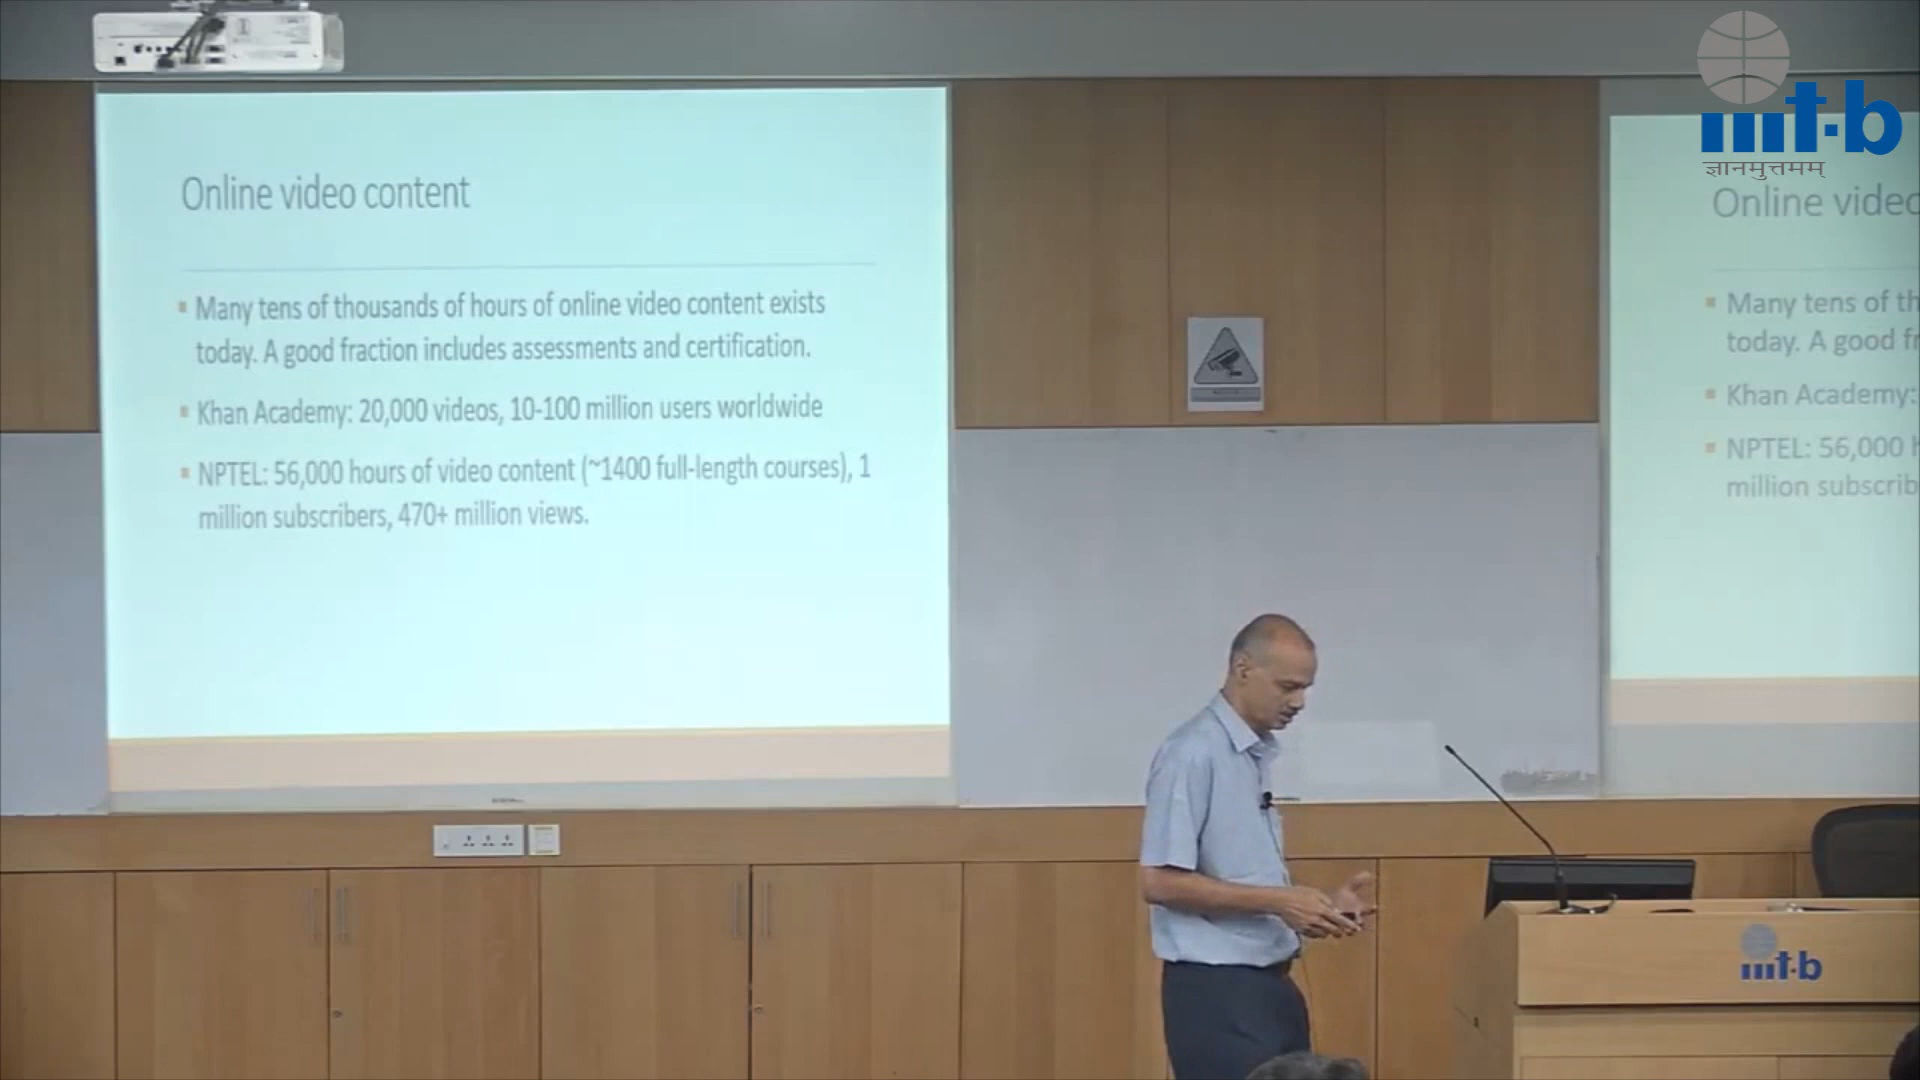 Online video content
Many tens of thousands of hours of online video content exists
today. A good fraction includes assessments and certification.
Khan Academy: 20,000 videos, 10-100 million users worldwide
NPTEL: 56,000 hours of video content (~1400 full-length courses), 1
million subscribers, 470+ million views.
iiit-b
ज्ञानमुत्तमम्
Online video
Many tens of th
today. A good fr
Khan Academy:
NPTEL: 56,000 h
million subscrib
iiit-b